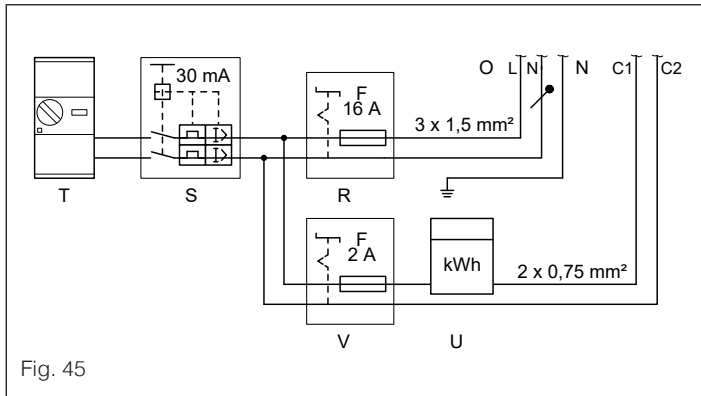 30 mA
F
16 A
O L N N C1 C2
3 x 1,5 mm²
T S R
F
2 A
kWh
2 x 0,75 mm²
V U
Fig. 45